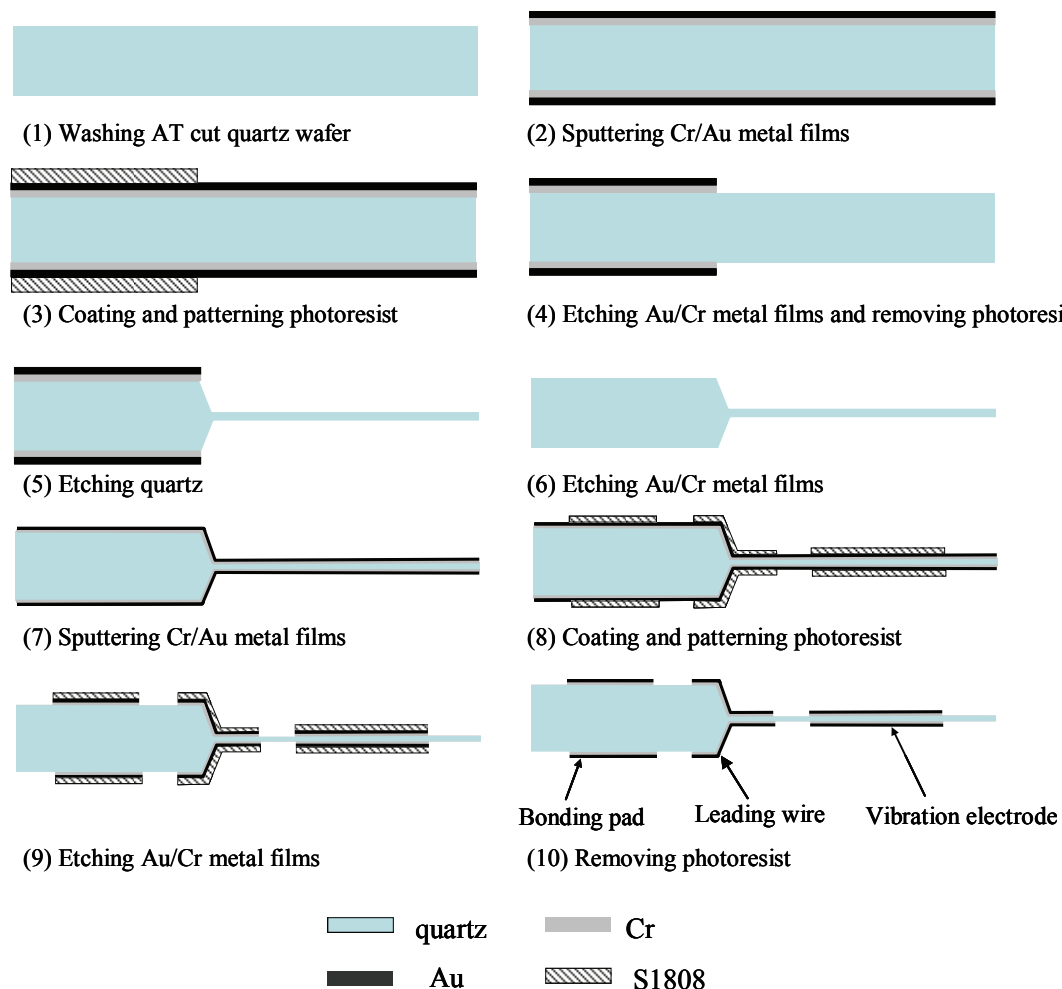 (1) Washing AT cut quartz wafer
(2) Sputtering Cr/Au metal films
(3) Coating and patterning photoresist
(4) Etching Au/Cr metal films and removing photoresi
(5) Etching quartz
(6) Etching Au/Cr metal films
(7) Sputtering Cr/Au metal films
(8) Coating and patterning photoresist
Bonding pad
Leading wire
Vibration electrode
(9) Etching Au/Cr metal films
(10) Removing photoresist
quartz
Cr
Au
S1808